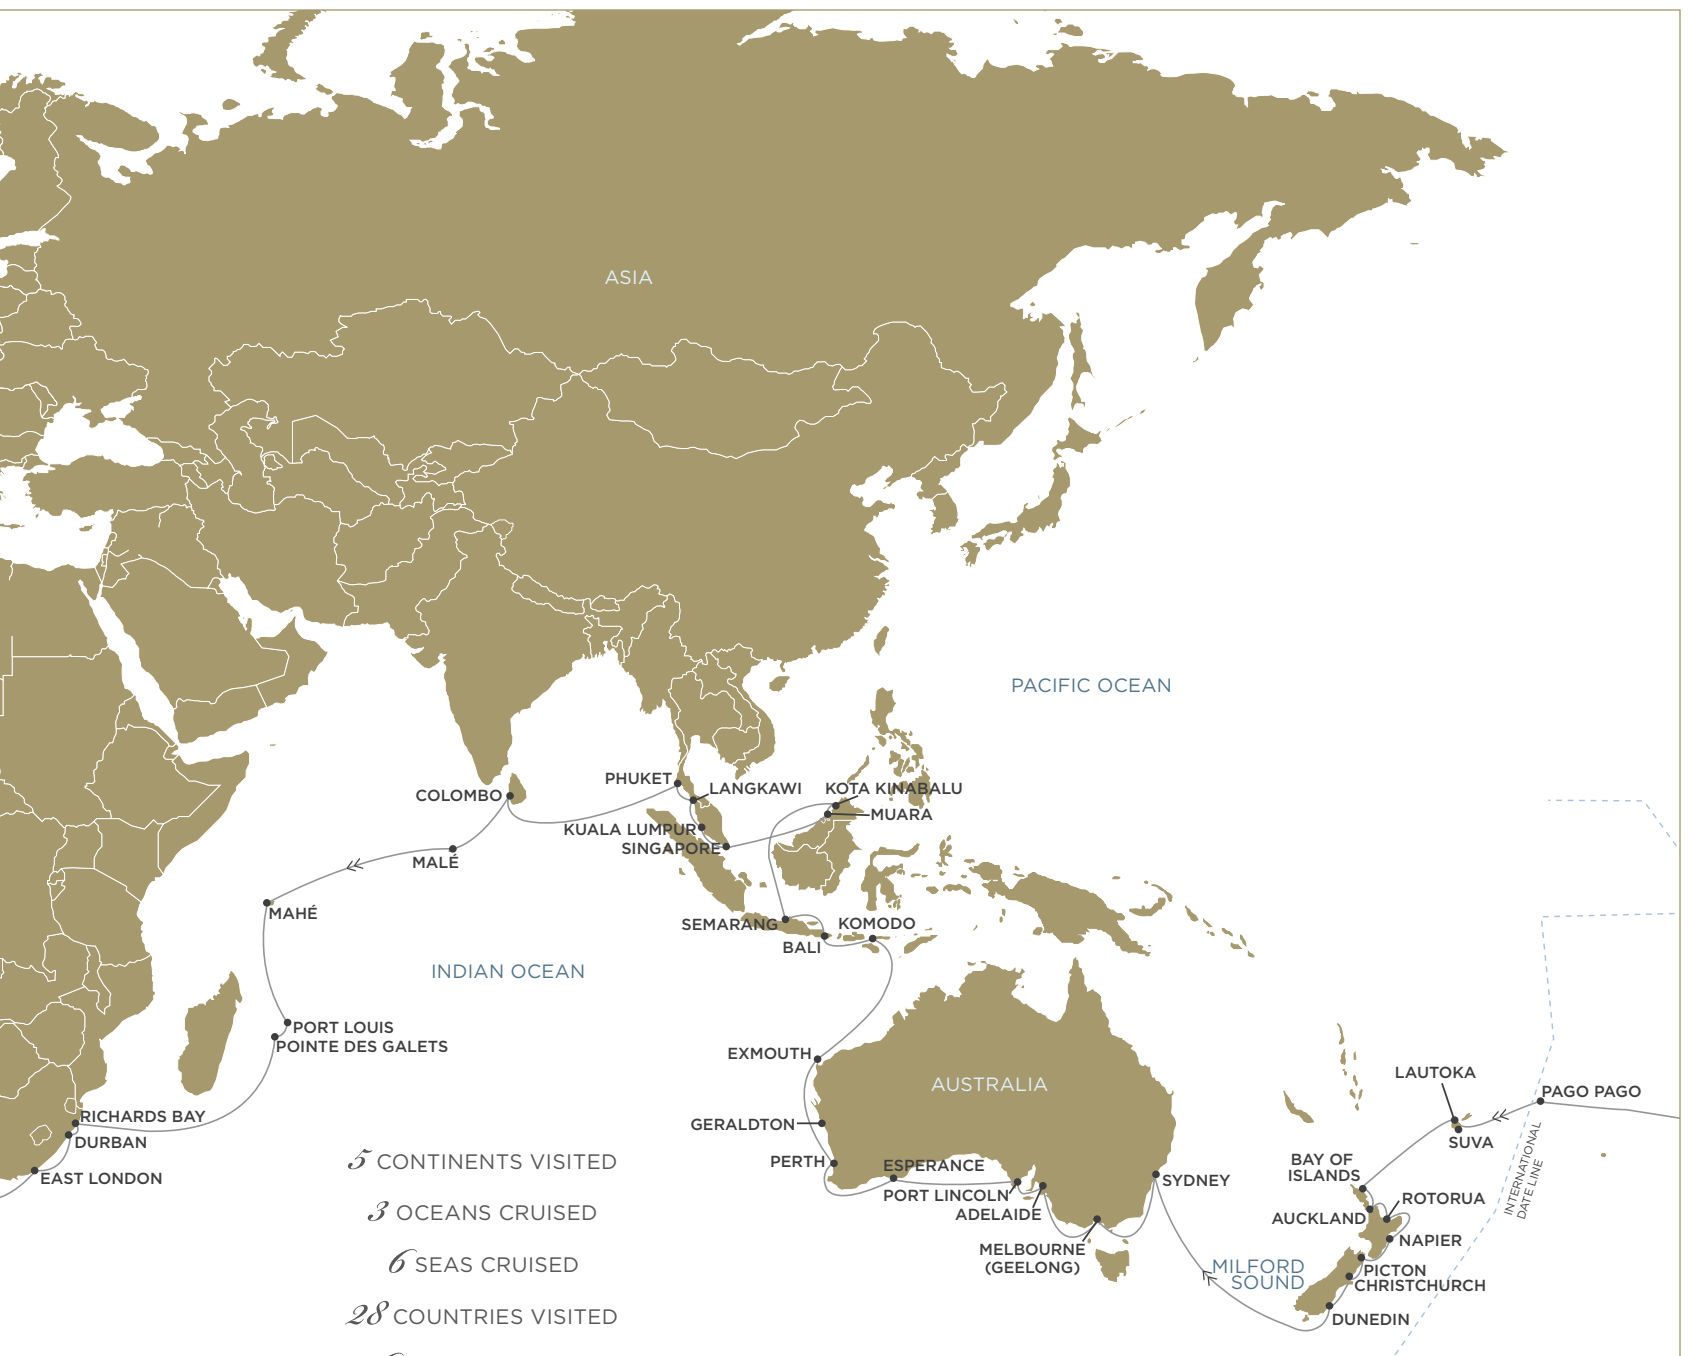 ASIA
PACIFIC OCEAN
PHUKET
LANGKAWI
KOTA KINABALU
COLOMBO
MUARA
KUALA LUMPUR
SINGAPORE
MALÉ
MAHÉ
SEMARANG
KOMODO
BALI
INDIAN OCEAN
PORT LOUIS
POINTE DES GALETS
EXMOUTH
AUSTRALIA
LAUTOKA
PAGO PAGO
RICHARDS BAY
GERALDTON
DURBAN
SUVA
INTERNATIONAL
DATE LINE
5 CONTINENTS VISITED
PERTH
ESPERANCE
BAY OF
ISLANDS
EAST LONDON
PORT LINCOLN
SYDNEY
ROTORUA
3 OCEANS CRUISED
ADELAIDE
AUCKLAND
NAPIER
6 SEAS CRUISED
MELBOURNE
(GEELONG)
MILFORD
SOUND
PICTON
CHRISTCHURCH
28 COUNTRIES VISITED
DUNEDIN